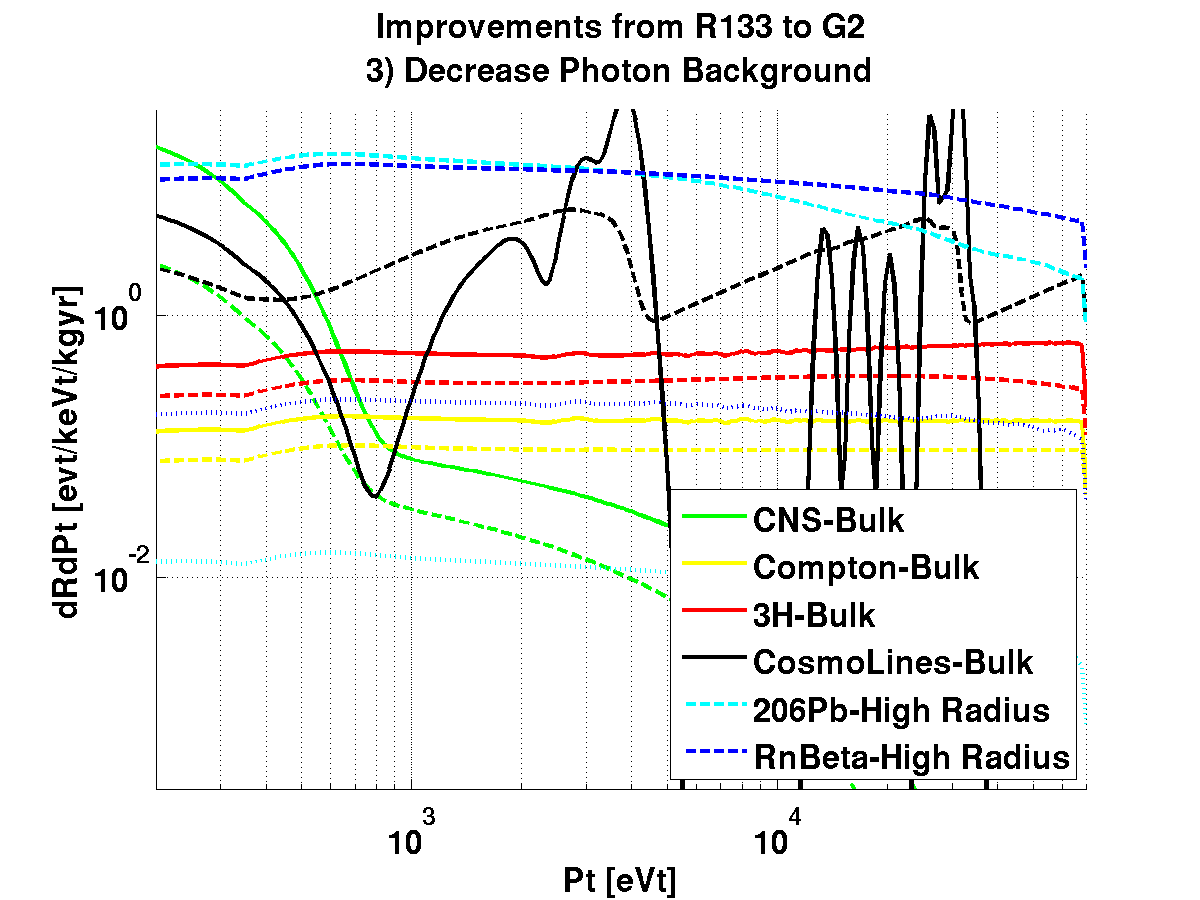 Improvements from R133 to G2
3) Decrease Photon Background
dRdPt [evt/keVt/kgyr]
10^0
10^-2
CNS-Bulk
Compton-Bulk
3H-Bulk
CosmoLines-Bulk
206Pb-High Radius
RnBeta-High Radius
10^3
10^4
Pt [eVt]